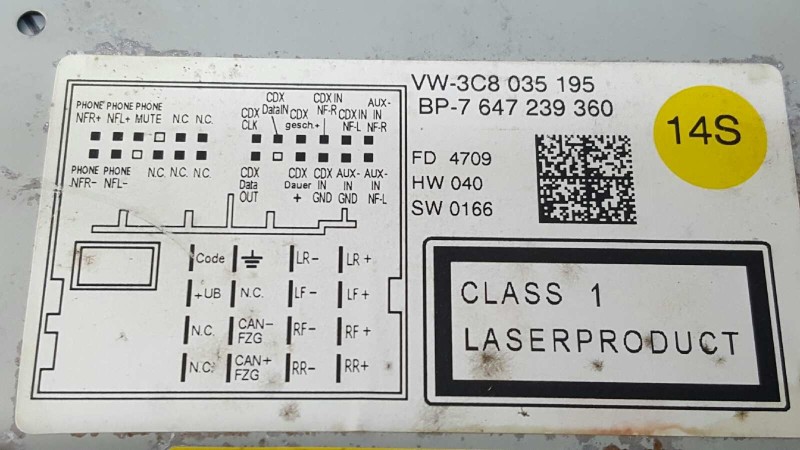 VW-3C8 035 195
BP-7 647 239 360
14S
FD 4709
HW 040
SW 0166
CDX CDX IN AUX-
PHONE PHONE PHONE DataIN NF-R IN
NFR+ NFL+ MUTE N.C. N.C. CDX CLK CDX gesch.+ CDX IN NF-L NF-R
PHONE PHONE N.C. N.C. N.C. CDX CDX CDX AUX- AUX-
NFR- NFL- Data Dauer IN IN IN
OUT + GND GND NF-L
Code LR- LR+
+UB N.C. LF- LF+
N.C. CAN- FZG RF- RF+
N.C. CAN+ FZG RR- RR+
CLASS 1
LASERPRODUCT